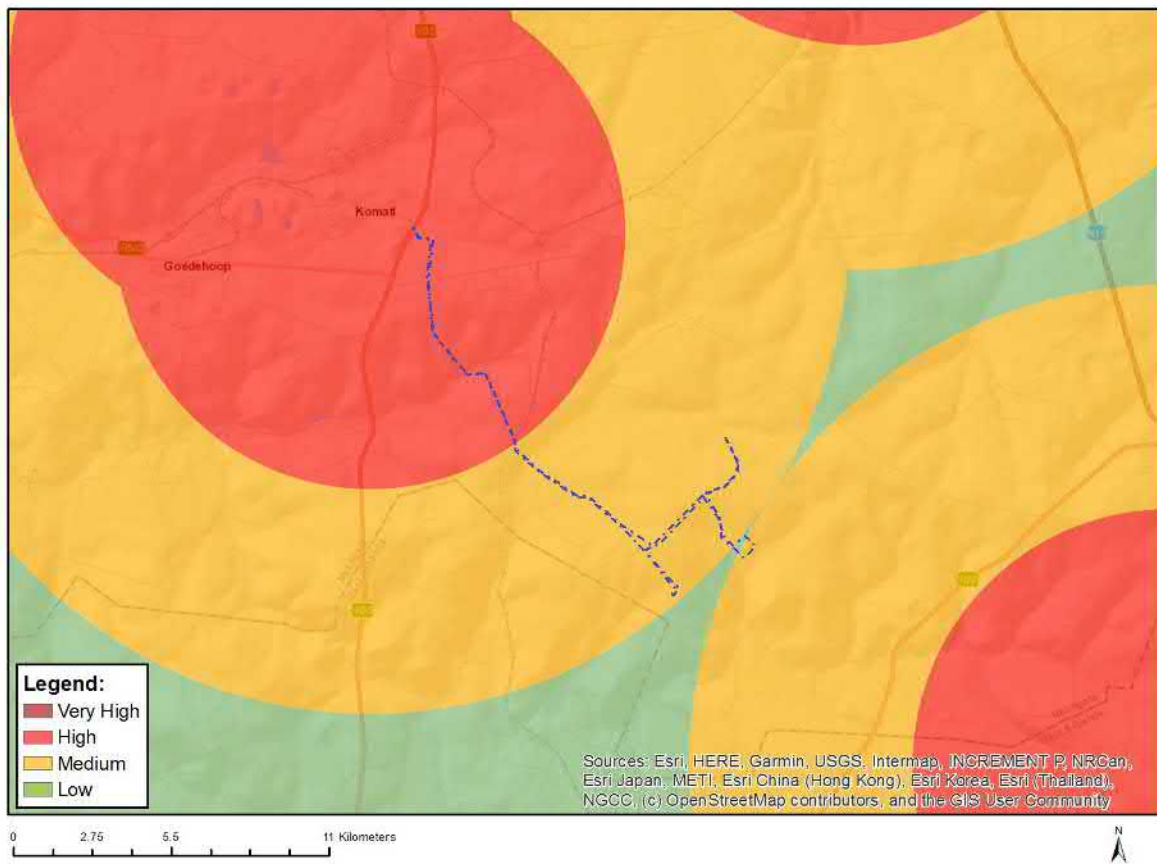 Komati
Goedehoop
Legend:
Very High
High
Medium
Low
Sources: Esri, HERE, Garmin, USGS, Intermap, INCREMENT P, NRCan,
Esri Japan, METI, Esri China (Hong Kong), Esri Korea, Esri (Thailand),
NGCC, (c) OpenStreetMap contributors, and the GIS User Community
0 2.75 5.5 11 Kilometers
N